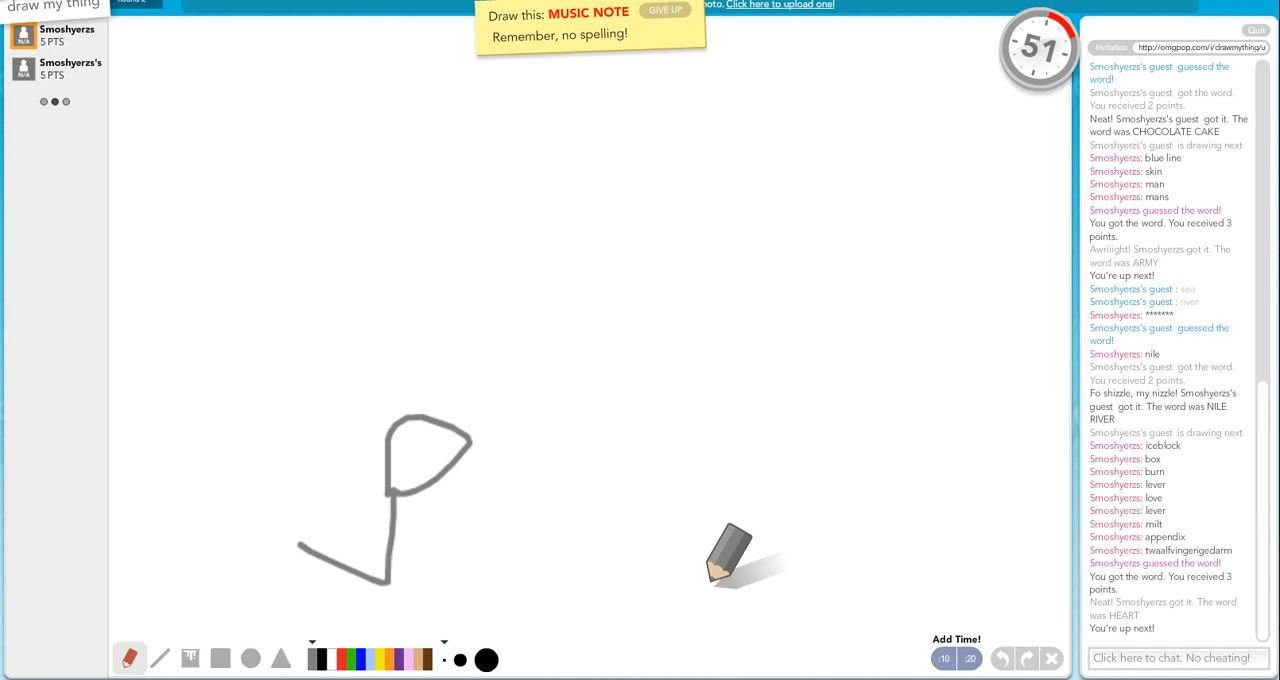 draw my thing
Round 2
Draw this: MUSIC NOTE GIVE UP
Remember, no spelling!
hoto. Click here to upload one!
N/A
Smoshyerzs
5 PTS
N/A
Smoshyerzs's
5 PTS
51
Quit
Invitation http://omgpop.com/i/drawmything/u
Smoshyerzs's guest guessed the
word!
Smoshyerzs's guest got the word.
You received 2 points.
Neat! Smoshyerzs's guest got it. The
word was CHOCOLATE CAKE
Smoshyerzs's guest is drawing next
Smoshyerzs: blue line
Smoshyerzs: skin
Smoshyerzs: man
Smoshyerzs: mans
Smoshyerzs guessed the word!
You got the word. You received 3
points.
Awriiight! Smoshyerzs got it. The
word was ARMY
You're up next!
Smoshyerzs's guest : sea
Smoshyerzs's guest : river
Smoshyerzs: *******
Smoshyerzs's guest guessed the
word!
Smoshyerzs: nile
Smoshyerzs's guest got the word.
You received 2 points.
Fo shizzle, my nizzle! Smoshyerzs's
guest got it. The word was NILE
RIVER
Smoshyerzs's guest is drawing next
Smoshyerzs: iceblock
Smoshyerzs: box
Smoshyerzs: burn
Smoshyerzs: lever
Smoshyerzs: love
Smoshyerzs: lever
Smoshyerzs: milt
Smoshyerzs: appendix
Smoshyerzs: twaalfvingerigedarm
Smoshyerzs guessed the word!
You got the word. You received 3
points.
Neat! Smoshyerzs got it. The word
was HEART
You're up next!
Click here to chat. No cheating!
Add Time!
:10 :20